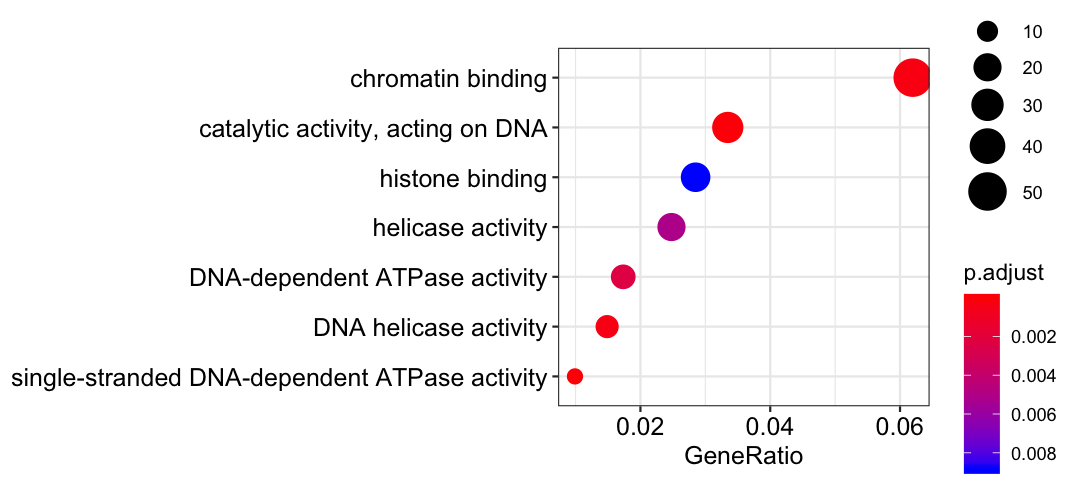 chromatin binding
catalytic activity, acting on DNA
histone binding
helicase activity
DNA-dependent ATPase activity
DNA helicase activity
single-stranded DNA-dependent ATPase activity
0.02
0.04
0.06
GeneRatio
10
20
30
40
50
p.adjust
0.002
0.004
0.006
0.008